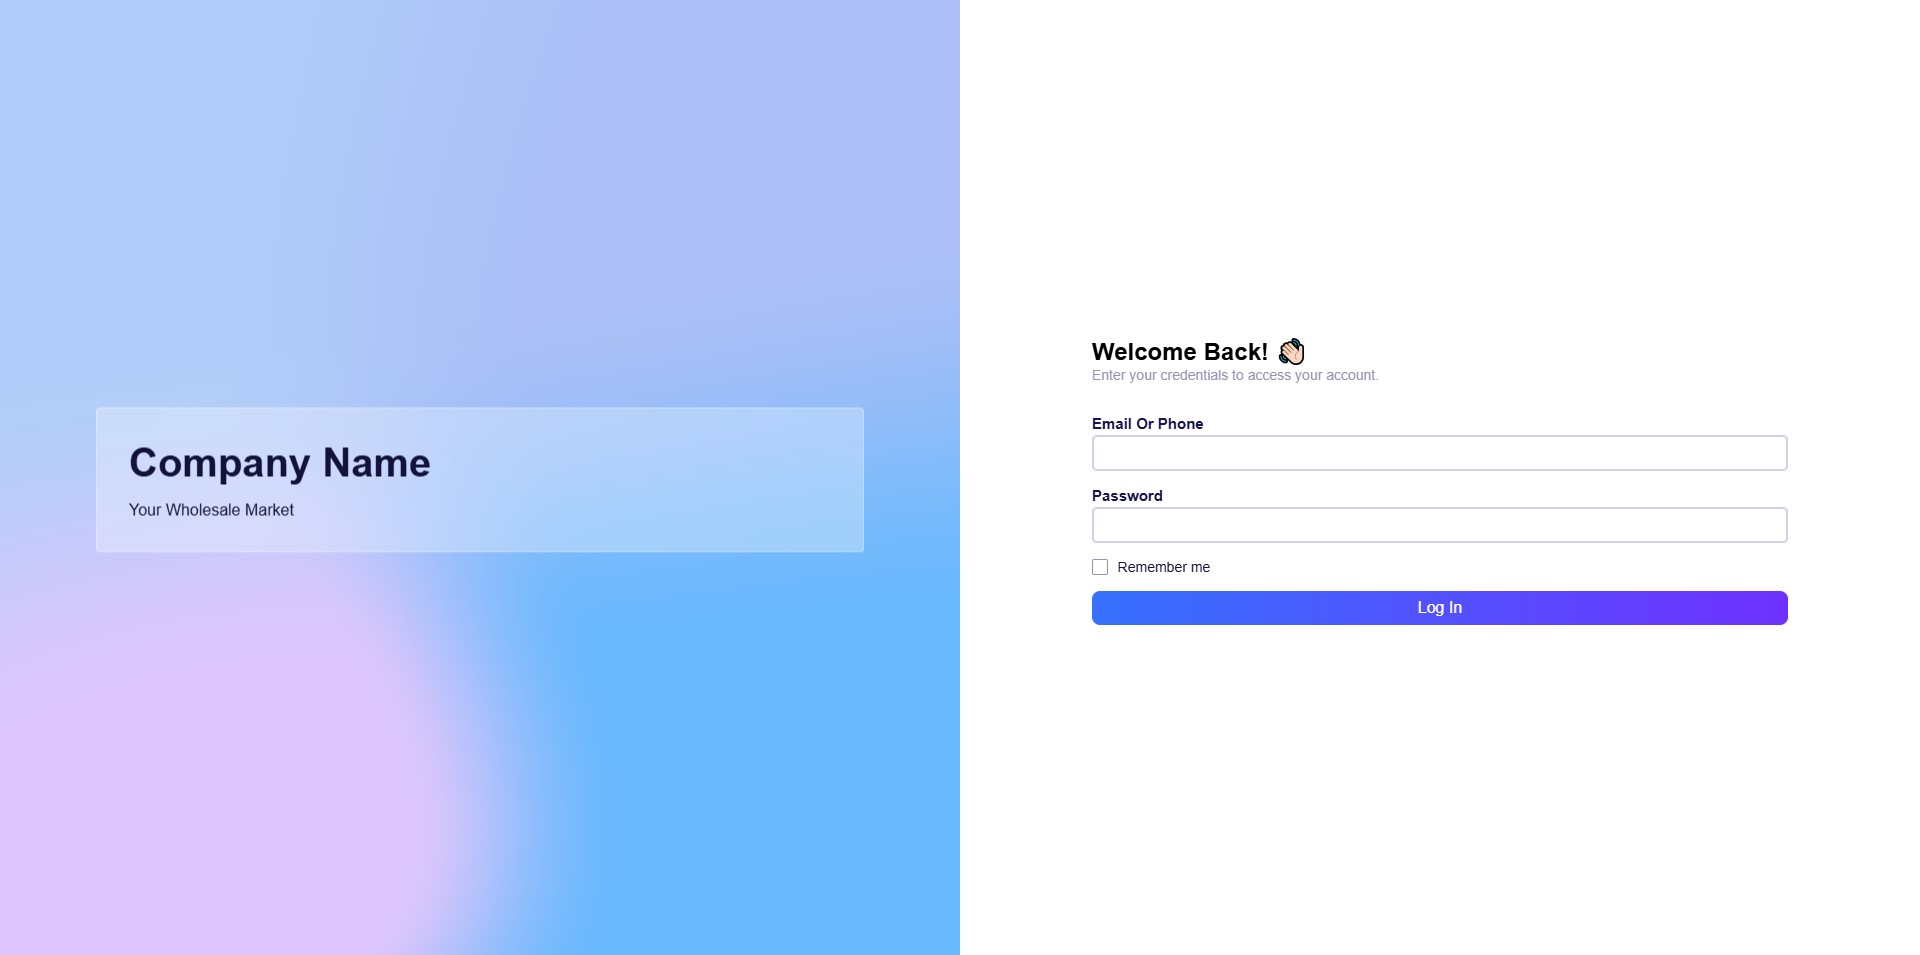 Company Name
Your Wholesale Market
Welcome Back! 👋🏻
Enter your credentials to access your account.
Email Or Phone
Password
Remember me
Log In